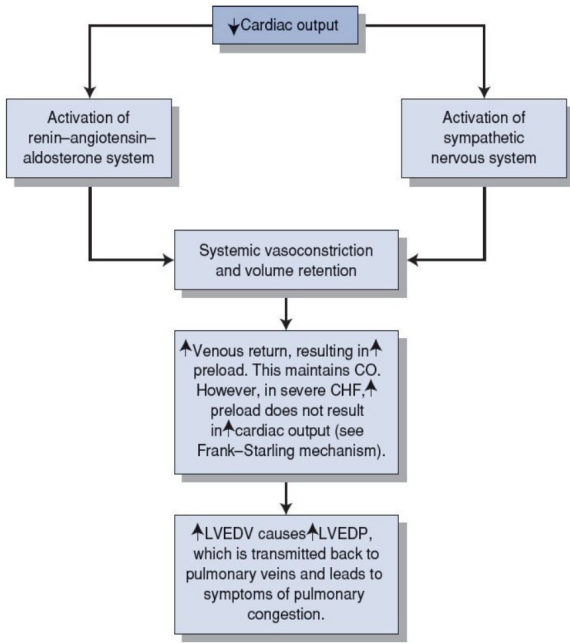 ↓Cardiac output
Activation of
renin–angiotensin–
aldosterone system
Activation of
sympathetic
nervous system
Systemic vasoconstriction
and volume retention
↑Venous return, resulting in↑
preload. This maintains CO.
However, in severe CHF,↑
preload does not result
in↑cardiac output (see
Frank–Starling mechanism).
↑LVEDV causes↑LVEDP,
which is transmitted back to
pulmonary veins and leads to
symptoms of pulmonary
congestion.